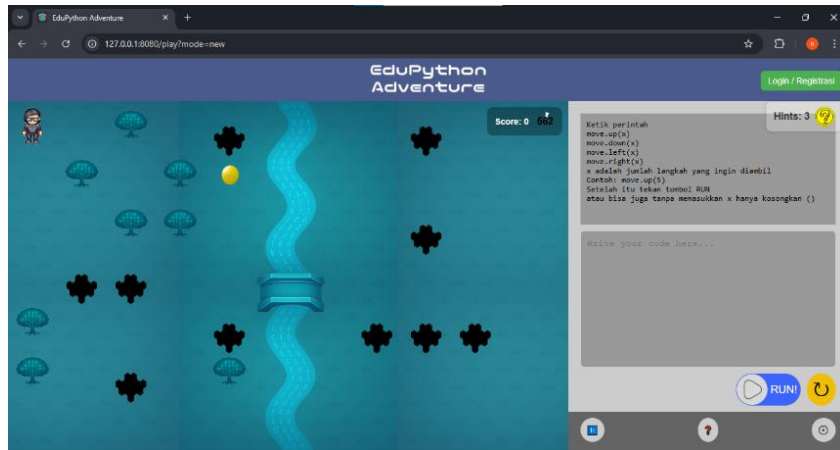 EduPython Adventure
127.0.0.1:8080/play?mode=new
EduPython
Adventure
Login / Registrasi
Score: 0
Hints: 3
Ketik perintah
move.up(x)
move.down(x)
move.left(x)
move.right(x)
x adalah jumlah langkah yang ingin diambil
Contoh: move.up(5)
Setelah itu tekan tombol RUN
atau bisa juga tanpa memasukkan x hanya kosongkan ()
Write your code here...
RUN!